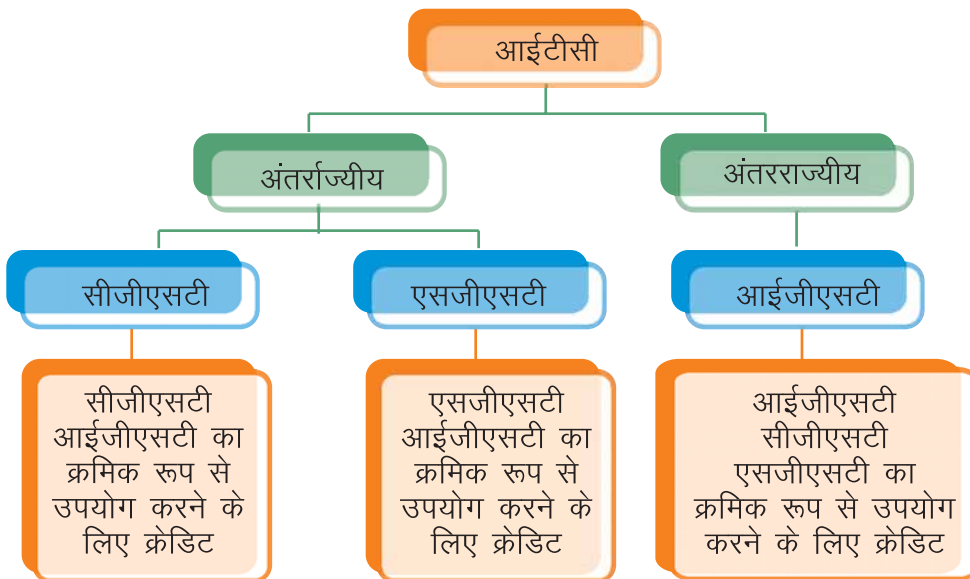 आईटीसी
अंतर्राज्यीय
अंतरराज्यीय
सीजीएसटी
एसजीएसटी
आईजीएसटी
सीजीएसटी
आईजीएसटी का
क्रमिक रूप से
उपयोग करने के
लिए क्रेडिट
एसजीएसटी
आईजीएसटी का
क्रमिक रूप से
उपयोग करने के
लिए क्रेडिट
आईजीएसटी
सीजीएसटी
एसजीएसटी का
क्रमिक रूप से उपयोग
करने के लिए क्रेडिट